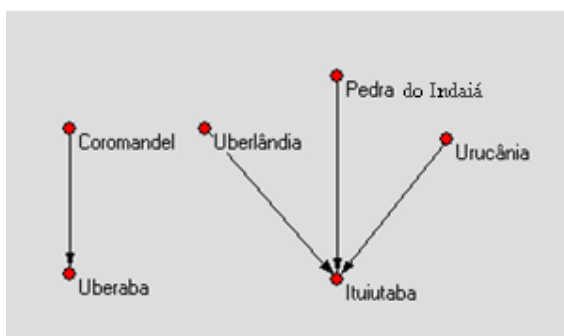 Pedra do Indaiá
Coromandel
Uberlândia
Urucânia
Uberaba
Ituiutaba